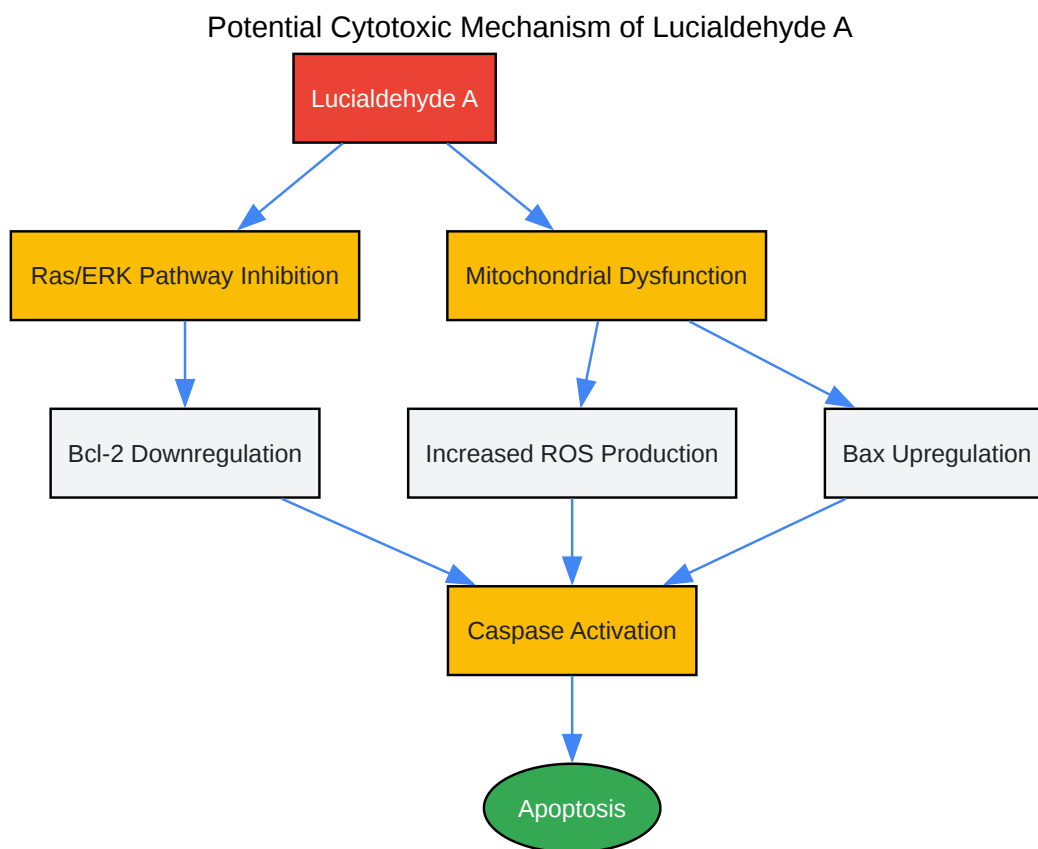 Potential Cytotoxic Mechanism of Lucialdehyde A
Lucialdehyde A
Ras/ERK Pathway Inhibition
Mitochondrial Dysfunction
Bcl-2 Downregulation
Increased ROS Production
Bax Upregulation
Caspase Activation
Apoptosis